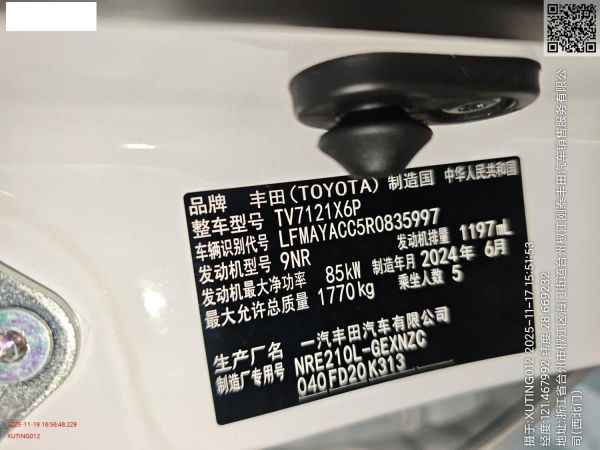 品牌 丰田(TOYOTA) 制造国 中华人民共和国
整车型号 TV7121X6P
车辆识别代号 LFMAYACC5R0835997
发动机型号 9NR 发动机排量 1197mL
发动机最大净功率 85kW 制造年月 2024年 6月
最大允许总质量 1770kg 乘坐人数 5
生产厂名 一汽丰田汽车有限公司
制造厂专用号 NRE210L-GEXNZC
040FD20K313
2025-11-19 16:56:48:229
XUTING012
摄于:XUTING012 2025-11-17 15:51:53
经度:121.467992 纬度:28.669232
地址:浙江省台州市椒江区海门街道台州椒江刚泰丰田汽车销售服务有限公
司(西北门)